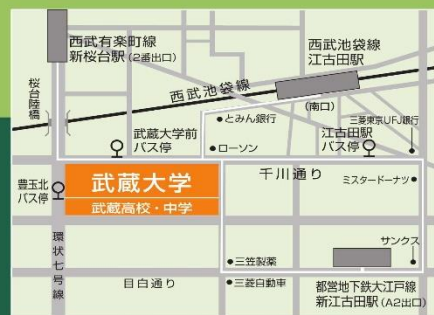 西武有楽町線
新桜台駅(2番出口)
西武池袋線
江古田駅
(南口)
西武池袋線
桜台陸橋
武蔵大学前
バス停
とみん銀行
ローソン
三菱東京UFJ銀行
江古田駅
バス停
豊玉北
バス停
武蔵大学
武蔵高校・中学
千川通り
ミスタードーナツ
環状七号線
目白通り
三笠製薬
三菱自動車
サンクス
都営地下鉄大江戸線
新江古田駅(A2出口)